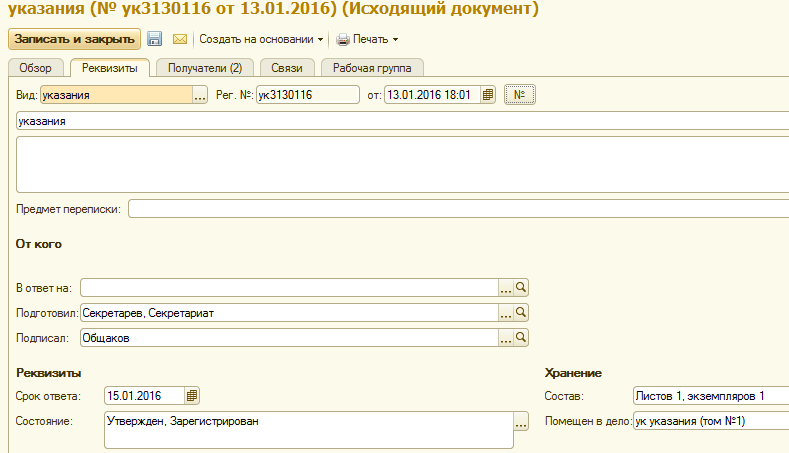 указания (№ ук3130116 от 13.01.2016) (Исходящий документ)
Записать и закрыть Создать на основании Печать
Обзор Реквизиты Получатели (2) Связи Рабочая группа
Вид: указания ... Рег. №: ук3130116 от: 13.01.2016 18:01 №
указания
Предмет переписки:
От кого
В ответ на: ...
Подготовил: Секретарев, Секретариат ...
Подписал: Общаков ...
Реквизиты Хранение
Срок ответа: 15.01.2016 Состав: Листов 1, экземпляров 1
Состояние: Утвержден, Зарегистрирован ... Помещен в дело: ук указания (том №1)